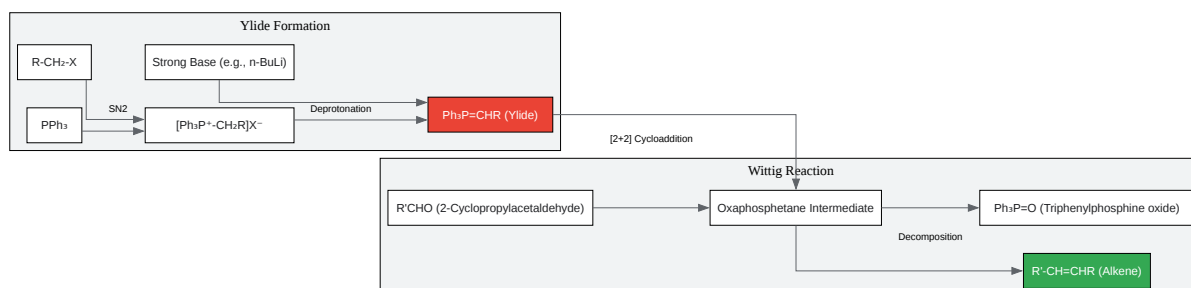 Ylide Formation
R-CH₂-X
Strong Base (e.g., n-BuLi)
SN2
Deprotonation
PPh₃
[Ph₃P⁺-CH₂R]X⁻
Ph₃P=CHR (Ylide)
[2+2] Cycloaddition
Wittig Reaction
R'CHO (2-Cyclopropylacetaldehyde)
Oxaphosphetane Intermediate
Ph₃P=O (Triphenylphosphine oxide)
Decomposition
R'-CH=CHR (Alkene)